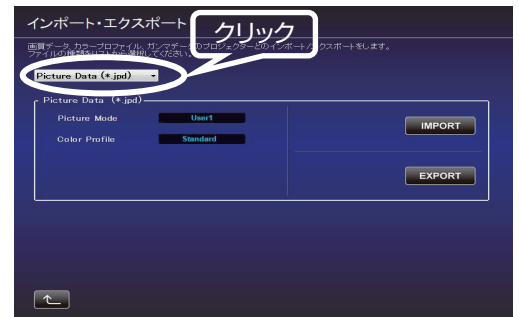 インポート・エクスポート
クリック
画質データ、カラープロファイル、ガンマデータのプロジェクターとのインポート/エクスポートをします。
ファイルの種類をリストから選択してください。
Picture Data (*.jpd)
Picture Data (*.jpd)
Picture Mode User1
IMPORT
Color Profile Standard
EXPORT